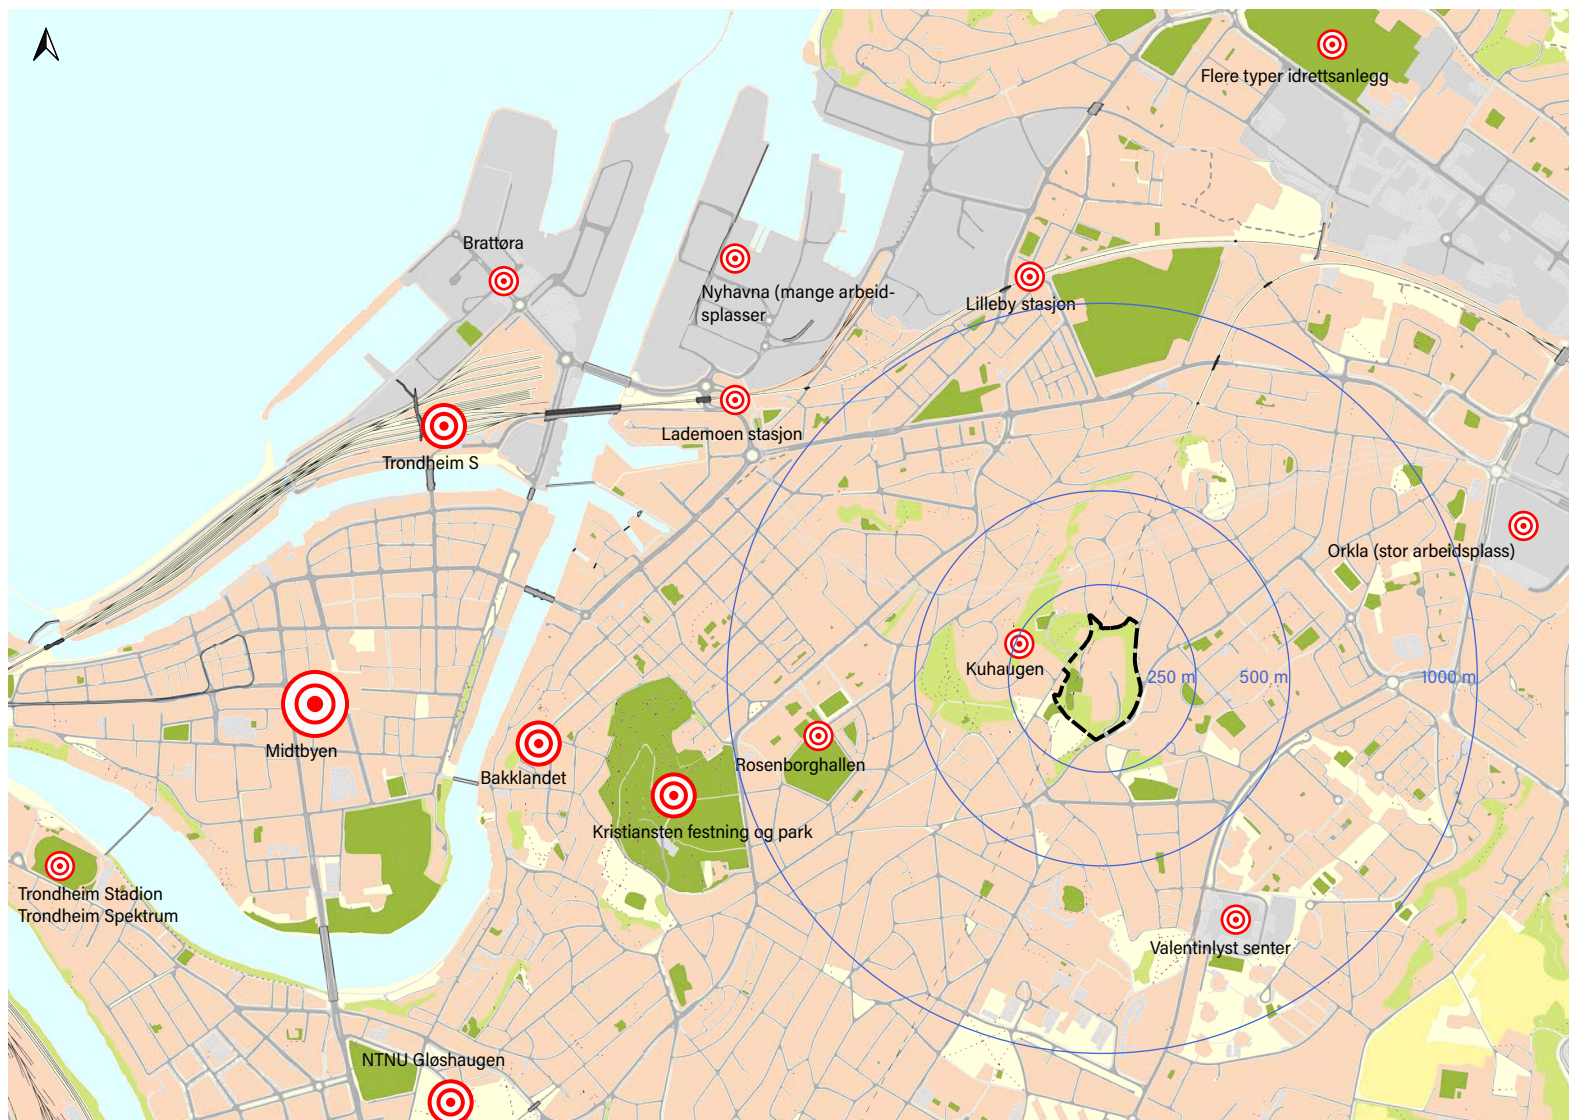 Flere typer idrettsanlegg
Brattøra
Nyhavna (mange arbeid-
splasser
Lilleby stasjon
Lademoen stasjon
Trondheim S
Orkla (stor arbeidsplass)
Kuhaugen
250 m
500 m
1000 m
Midtbyen
Bakklandet
Rosenborghallen
Kristiansten festning og park
Trondheim Stadion
Trondheim Spektrum
Valentinlyst senter
NTNU Gløshaugen